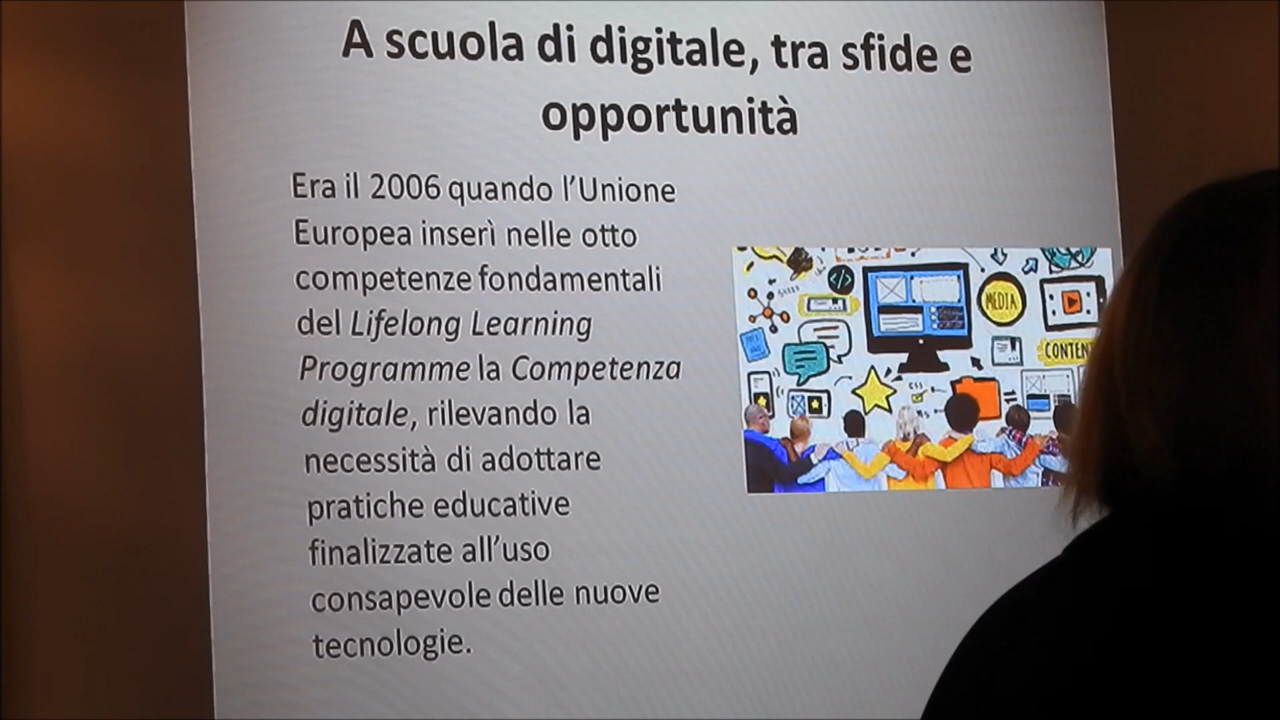 A scuola di digitale, tra sfide e
opportunità
Era il 2006 quando l’Unione
Europea inserì nelle otto
competenze fondamentali
del Lifelong Learning
Programme la Competenza
digitale, rilevando la
necessità di adottare
pratiche educative
finalizzate all’uso
consapevole delle nuove
tecnologie.
</>
MEDIA
CONTENT
CSS